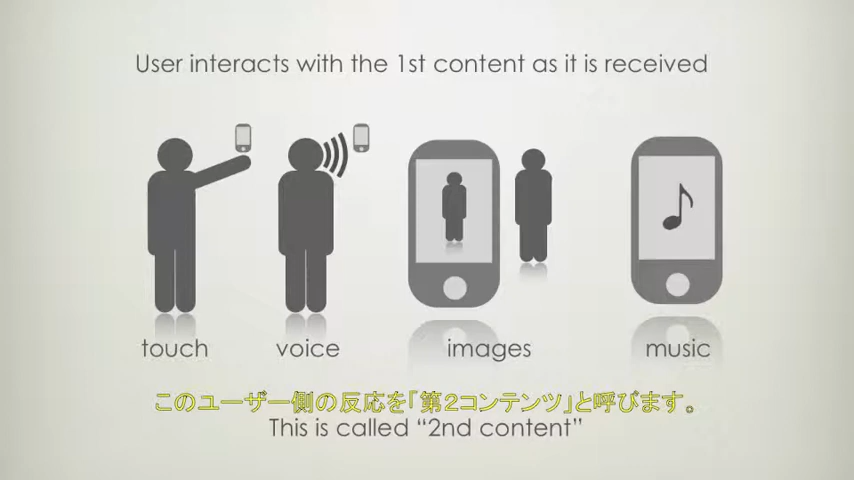 User interacts with the 1st content as it is received
touch voice images music
このユーザー側の反応を「第2コンテンツ」と呼びます。
This is called “2nd content”